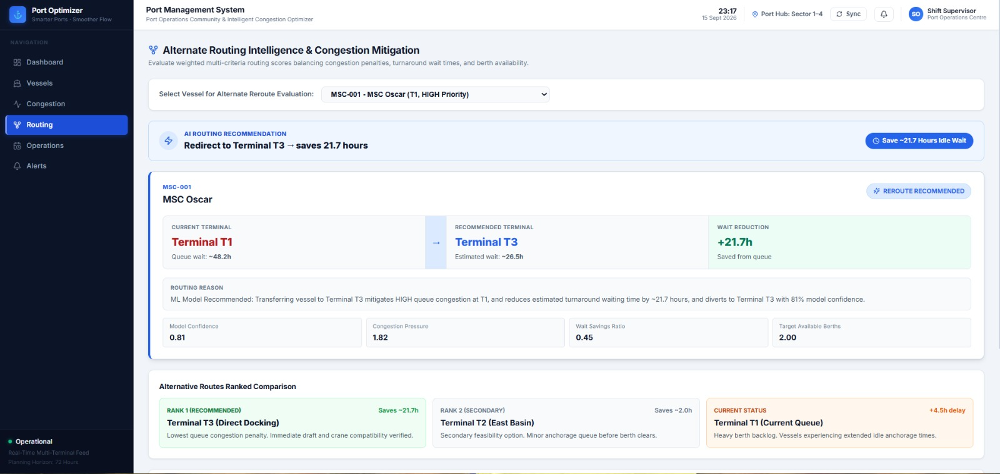 Port Optimizer
Smarter Ports · Smoother Flow
NAVIGATION
Dashboard
Vessels
Congestion
Routing
Operations
Alerts
Operational
Real-Time Multi-Terminal Feed
Planning Horizon: 72 Hours
Port Management System
Port Operations Community & Intelligent Congestion Optimizer
23:17
15 Sept 2026
Port Hub: Sector 1–4
Sync
SO
Shift Supervisor
Port Operations Centre
Alternate Routing Intelligence & Congestion Mitigation
Evaluate weighted multi-criteria routing scores balancing congestion penalties, turnaround wait times, and berth availability.
Select Vessel for Alternate Reroute Evaluation:
MSC-001 - MSC Oscar (T1, HIGH Priority)
AI ROUTING RECOMMENDATION
Redirect to Terminal T3 → saves 21.7 hours
Save ~21.7 Hours Idle Wait
MSC-001
MSC Oscar
REROUTE RECOMMENDED
CURRENT TERMINAL
Terminal T1
Queue wait: ~48.2h
→
RECOMMENDED TERMINAL
Terminal T3
Estimated wait: ~26.5h
WAIT REDUCTION
+21.7h
Saved from queue
ROUTING REASON
ML Model Recommended: Transferring vessel to Terminal T3 mitigates HIGH queue congestion at T1, and reduces estimated turnaround waiting time by ~21.7 hours, and diverts to Terminal T3 with 81% model confidence.
Model Confidence
0.81
Congestion Pressure
1.82
Wait Savings Ratio
0.45
Target Available Berths
2.00
Alternative Routes Ranked Comparison
RANK 1 (RECOMMENDED)
Saves ~21.7h
Terminal T3 (Direct Docking)
Lowest queue congestion penalty. Immediate draft and crane compatibility verified.
RANK 2 (SECONDARY)
Saves ~2.0h
Terminal T2 (East Basin)
Secondary feasibility option. Minor anchorage queue before berth clears.
CURRENT STATUS
+4.5h delay
Terminal T1 (Current Queue)
Heavy berth backlog. Vessels experiencing extended idle anchorage times.